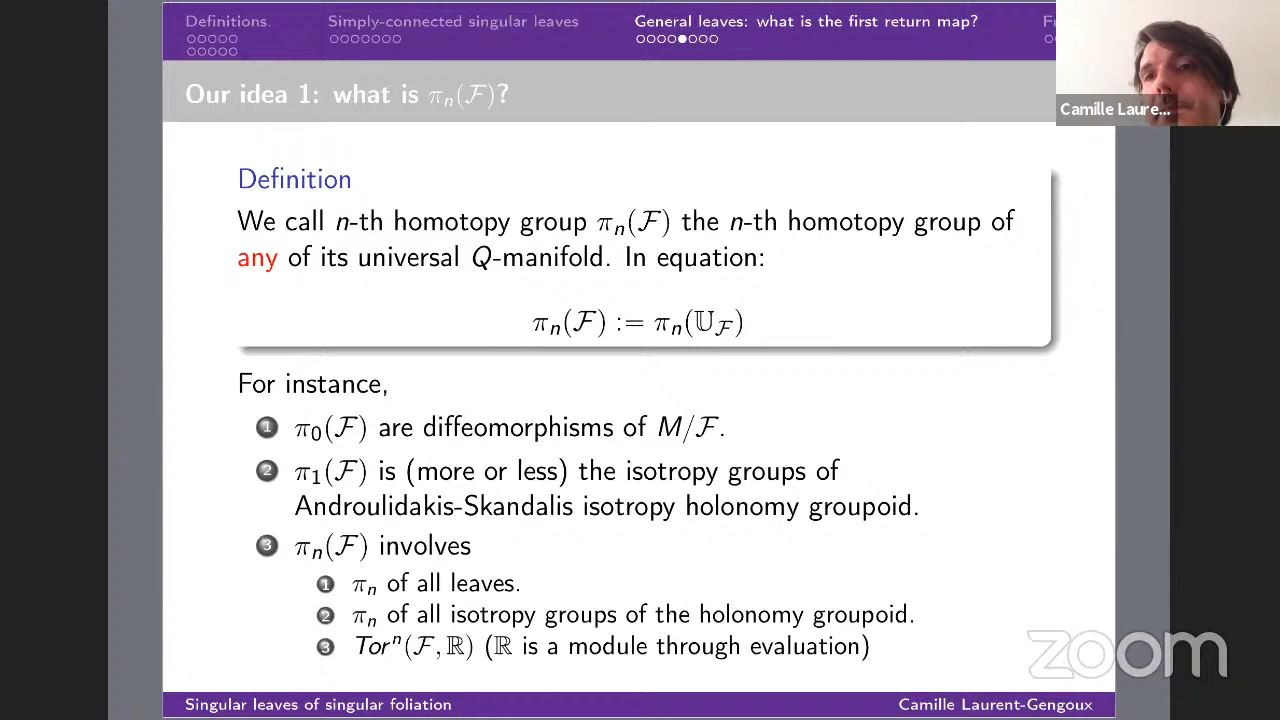 Definitions.
Simply-connected singular leaves
General leaves: what is the first return map?
Our idea 1: what is πₙ(ℱ)?
Camille Laure...
Definition
We call n-th homotopy group πₙ(ℱ) the n-th homotopy group of
any of its universal Q-manifold. In equation:
πₙ(ℱ) := πₙ(𝕌_ℱ)
For instance,
1 π₀(ℱ) are diffeomorphisms of M/ℱ.
2 π₁(ℱ) is (more or less) the isotropy groups of
Androulidakis-Skandalis isotropy holonomy groupoid.
3 πₙ(ℱ) involves
1 πₙ of all leaves.
2 πₙ of all isotropy groups of the holonomy groupoid.
3 Torⁿ(ℱ, ℝ) (ℝ is a module through evaluation)
zoom
Singular leaves of singular foliation
Camille Laurent-Gengoux